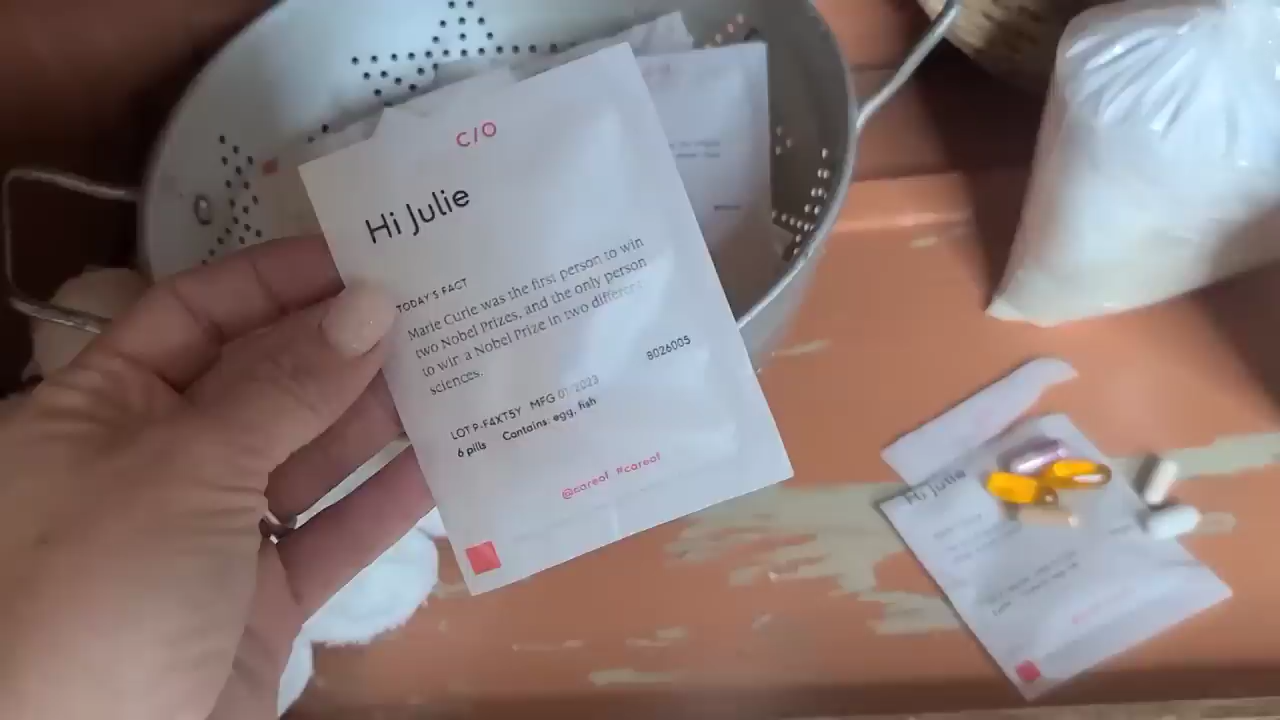 C/O
Hi Julie
TODAY'S FACT
Marie Curie was the first person to win
two Nobel Prizes, and the only person
to win a Nobel Prize in two different
sciences.
8026005
LOT P-F4XT5Y MFG 01/2023
6 pills Contains: egg, fish
@careof #careof
Hi Julie